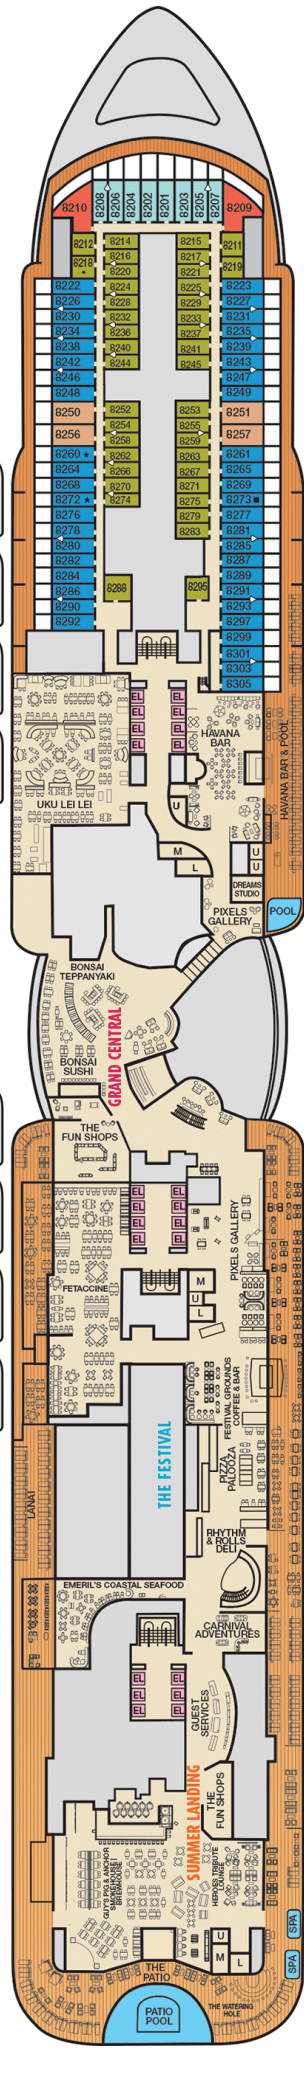 8210 8208 8206 8204 8202 8201 8203 8205 8207 8209
8212 8214 8215 8211
8218 8216 8217 8219
8220 8221
8222 8224 8225 8223
8226 8228 8229 8227
8230 8232 8233 8231
8234 8236 8237 8235
8238 8240 8241 8239
8242 8244 8245 8243
8246 8247
8248 8249
8250 8252 8253 8251
8256 8254 8255 8257
8258 8259
8260 8262 8263 8261
8264 8266 8267 8265
8268 8270 8271 8269
8272 8274 8275 8273
8276 8279 8277
8278 8283 8281
8280 8285
8282 8287
8284 8288 8295 8289
8286 8291
8290 8293
8292 8297
8299
8301
8303
8305
EL EL
EL EL
EL EL
EL EL
HAVANA
BAR
HAVANA BAR & POOL
UKU LEI LEI
U
M
L
U
U
DREAMS
STUDIO
PIXELS
GALLERY
POOL
BONSAI
TEPPANYAKI
GRAND CENTRAL
BONSAI
SUSHI
THE
FUN SHOPS
EL EL
EL EL
EL EL
EL EL
PIXELS GALLERY
FETACCINE
M
U
L
FESTIVAL GROUNDS
COFFEE & BAR
THE FESTIVAL
PIZZA
PALOOZA
LANAI
RHYTHM
& ROLLS
DELI
EMERIL'S COASTAL SEAFOOD
CARNIVAL
ADVENTURES
EL EL
EL EL
EL EL
GUEST
SERVICES
SUMMER LANDING
THE
FUN SHOPS
GUY'S PIG & ANCHOR
SMOKEHOUSE |
BREWHOUSE
HEROES TRIBUTE
LOUNGE
U
M
L
SPA
SPA
THE
PATIO
PATIO
POOL
THE WATERING
HOLE